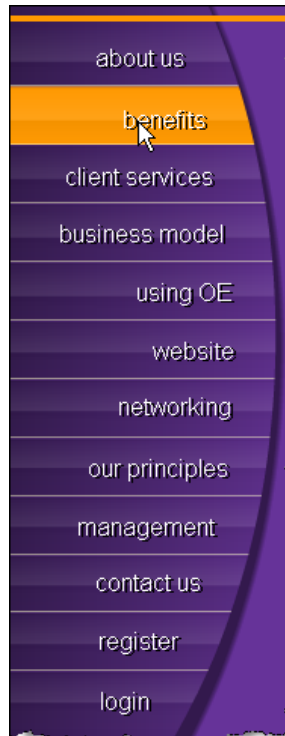 about us
benefits
client services
business model
using OE
website
networking
our principles
management
contact us
register
login